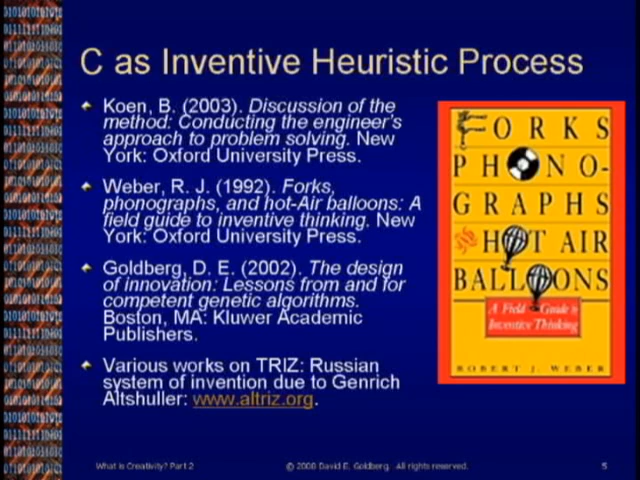 C as Inventive Heuristic Process
Koen, B. (2003). Discussion of the
method: Conducting the engineer's
approach to problem solving. New
York: Oxford University Press.
Weber, R. J. (1992). Forks,
phonographs, and hot-Air balloons: A
field guide to inventive thinking. New
York: Oxford University Press.
Goldberg, D. E. (2002). The design
of innovation: Lessons from and for
competent genetic algorithms.
Boston, MA: Kluwer Academic
Publishers.
Various works on TRIZ: Russian
system of invention due to Genrich
Altshuller: www.altriz.org.
FORKS
PHONO-
GRAPHS
& HOT AIR
BALLOONS
A Field Guide to
Inventive Thinking
ROBERT J. WEBER
What is Creativity? Part 2
© 2008 David E. Goldberg. All rights reserved.
5